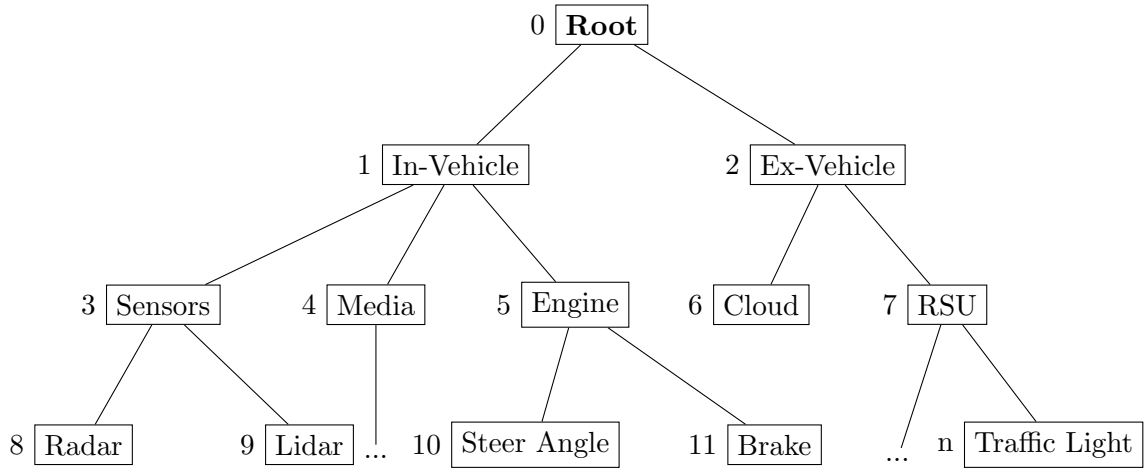 0 Root
1 In-Vehicle
2 Ex-Vehicle
3 Sensors
4 Media
5 Engine
6 Cloud
7 RSU
8 Radar
9 Lidar
...
10 Steer Angle
11 Brake
...
n Traffic Light